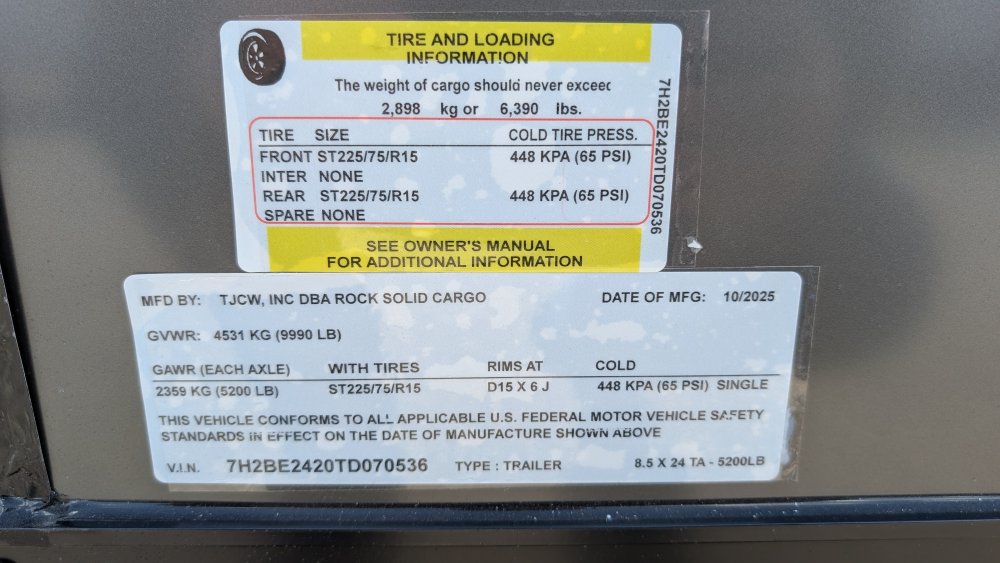 TIRE AND LOADING
INFORMATION
The weight of cargo should never exceed
2,898 kg or 6,390 lbs.
TIRE SIZE COLD TIRE PRESS.
FRONT ST225/75/R15 448 KPA (65 PSI)
INTER NONE
REAR ST225/75/R15 448 KPA (65 PSI)
SPARE NONE
SEE OWNER'S MANUAL
FOR ADDITIONAL INFORMATION
7H2BE2420TD070536
MFD BY: TJCW, INC DBA ROCK SOLID CARGO DATE OF MFG: 10/2025
GVWR: 4531 KG (9990 LB)
GAWR (EACH AXLE) WITH TIRES RIMS AT COLD
2359 KG (5200 LB) ST225/75/R15 D15 X 6 J 448 KPA (65 PSI) SINGLE
THIS VEHICLE CONFORMS TO ALL APPLICABLE U.S. FEDERAL MOTOR VEHICLE SAFETY
STANDARDS IN EFFECT ON THE DATE OF MANUFACTURE SHOWN ABOVE
V.I.N. 7H2BE2420TD070536 TYPE : TRAILER 8.5 X 24 TA - 5200LB